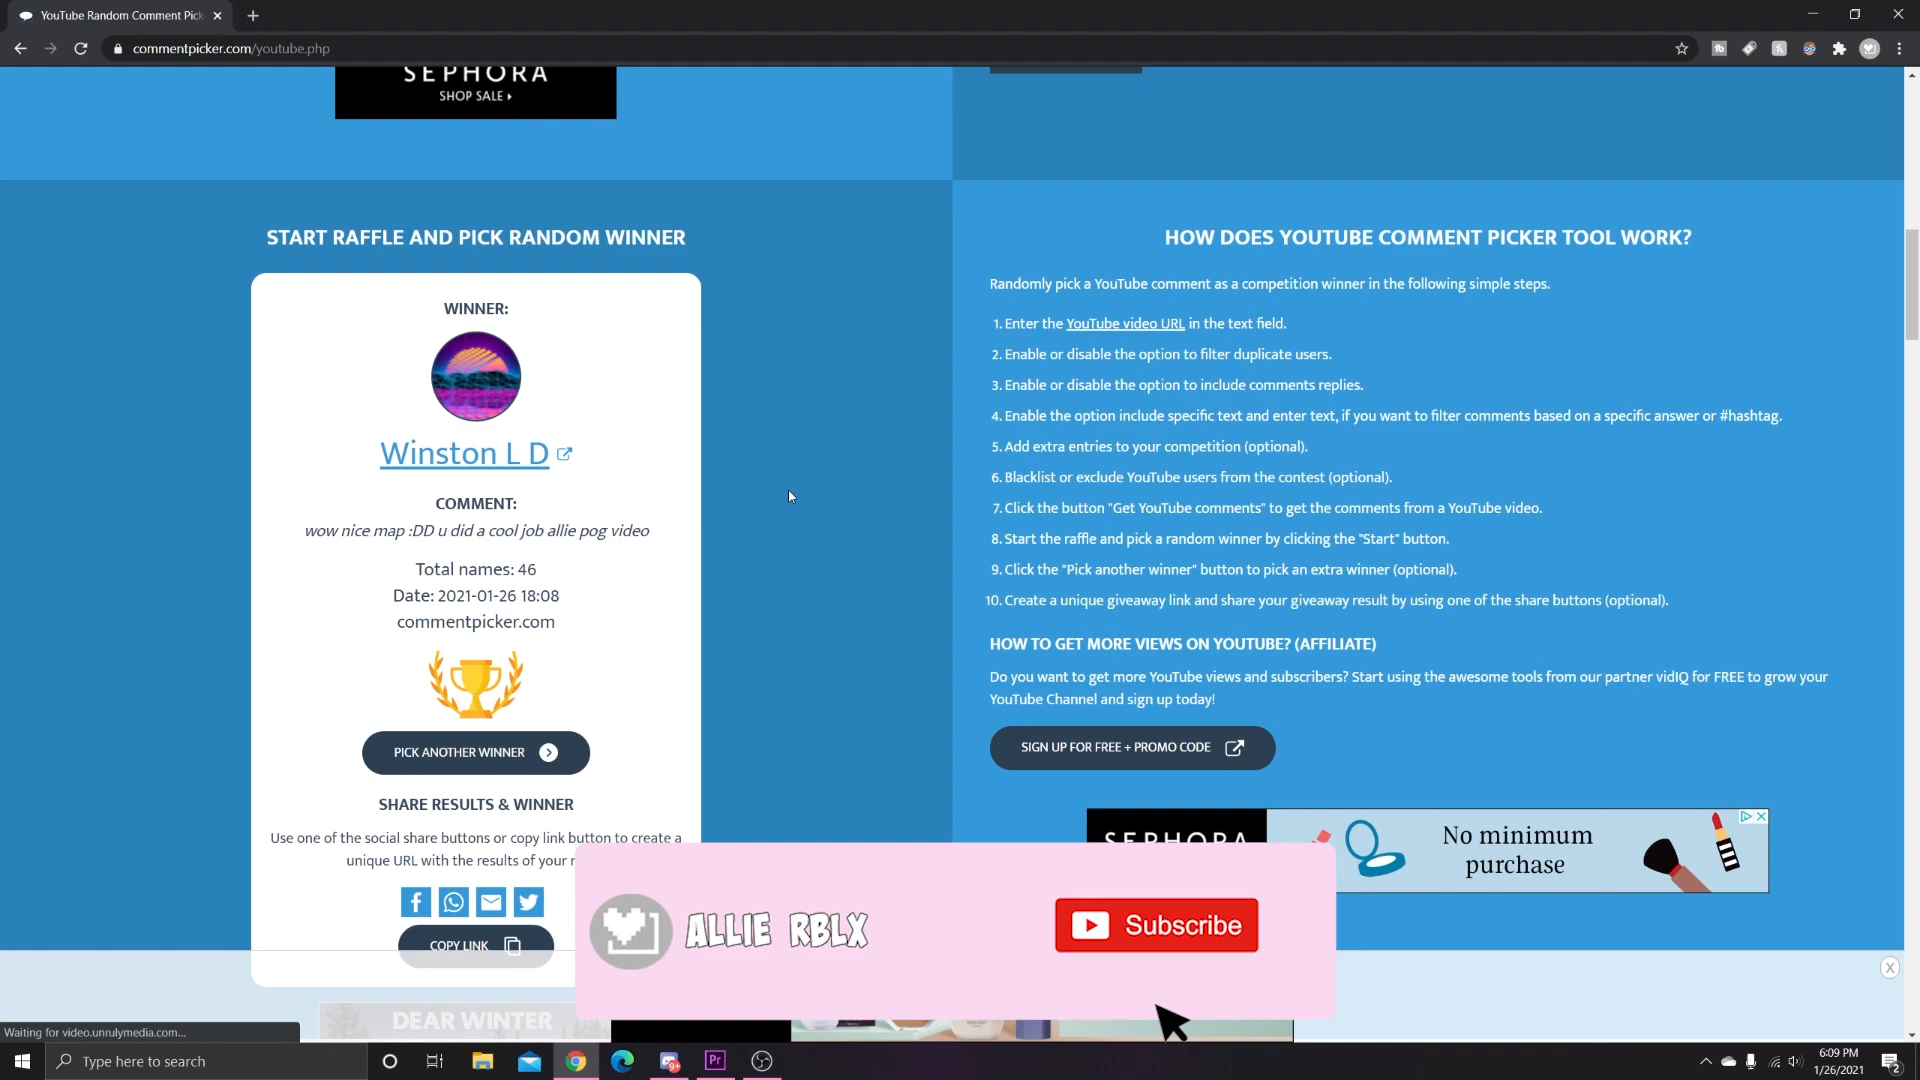 YouTube Random Comment Pick
commentpicker.com/youtube.php
SEPHORA
SHOP SALE
START RAFFLE AND PICK RANDOM WINNER
WINNER:
Winston L D
COMMENT:
wow nice map :DD u did a cool job allie pog video
Total names: 46
Date: 2021-01-26 18:08
commentpicker.com
PICK ANOTHER WINNER
SHARE RESULTS & WINNER
Use one of the social share buttons or copy link button to create a
unique URL with the results of your
COPY LINK
HOW DOES YOUTUBE COMMENT PICKER TOOL WORK?
Randomly pick a YouTube comment as a competition winner in the following simple steps.
1. Enter the YouTube video URL in the text field.
2. Enable or disable the option to filter duplicate users.
3. Enable or disable the option to include comments replies.
4. Enable the option include specific text and enter text, if you want to filter comments based on a specific answer or #hashtag.
5. Add extra entries to your competition (optional).
6. Blacklist or exclude YouTube users from the contest (optional).
7. Click the button "Get YouTube comments" to get the comments from a YouTube video.
8. Start the raffle and pick a random winner by clicking the "Start" button.
9. Click the "Pick another winner" button to pick an extra winner (optional).
10. Create a unique giveaway link and share your giveaway result by using one of the share buttons (optional).
HOW TO GET MORE VIEWS ON YOUTUBE? (AFFILIATE)
Do you want to get more YouTube views and subscribers? Start using the awesome tools from our partner vidIQ for FREE to grow your
YouTube Channel and sign up today!
SIGN UP FOR FREE + PROMO CODE
SEPHORA
No minimum
purchase
ALLIE RBLX
Subscribe
DEAR WINTER
Waiting for video.unrulymedia.com...
Type here to search
Pr
6:09 PM
1/26/2021
2